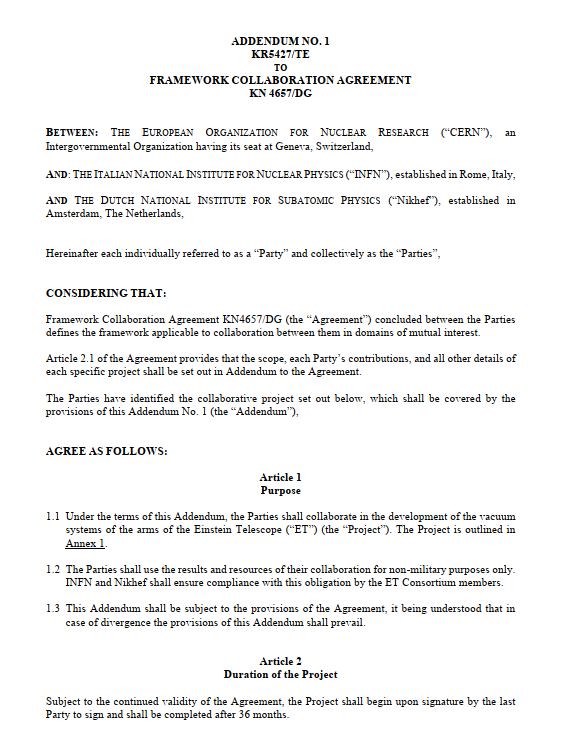 ADDENDUM NO. 1
KR5427/TE
TO
FRAMEWORK COLLABORATION AGREEMENT
KN 4657/DG
BETWEEN: THE EUROPEAN ORGANIZATION FOR NUCLEAR RESEARCH (“CERN”), an
Intergovernmental Organization having its seat at Geneva, Switzerland,
AND: THE ITALIAN NATIONAL INSTITUTE FOR NUCLEAR PHYSICS (“INFN”), established in Rome, Italy,
AND THE DUTCH NATIONAL INSTITUTE FOR SUBATOMIC PHYSICS (“Nikhef”), established in
Amsterdam, The Netherlands,
Hereinafter each individually referred to as a “Party” and collectively as the “Parties”,
CONSIDERING THAT:
Framework Collaboration Agreement KN4657/DG (the “Agreement”) concluded between the Parties
defines the framework applicable to collaboration between them in domains of mutual interest.
Article 2.1 of the Agreement provides that the scope, each Party’s contributions, and all other details of
each specific project shall be set out in Addendum to the Agreement.
The Parties have identified the collaborative project set out below, which shall be covered by the
provisions of this Addendum No. 1 (the “Addendum”),
AGREE AS FOLLOWS:
Article 1
Purpose
1.1 Under the terms of this Addendum, the Parties shall collaborate in the development of the vacuum
systems of the arms of the Einstein Telescope (“ET”) (the “Project”). The Project is outlined in
Annex 1.
1.2 The Parties shall use the results and resources of their collaboration for non-military purposes only.
INFN and Nikhef shall ensure compliance with this obligation by the ET Consortium members.
1.3 This Addendum shall be subject to the provisions of the Agreement, it being understood that in
case of divergence the provisions of this Addendum shall prevail.
Article 2
Duration of the Project
Subject to the continued validity of the Agreement, the Project shall begin upon signature by the last
Party to sign and shall be completed after 36 months.